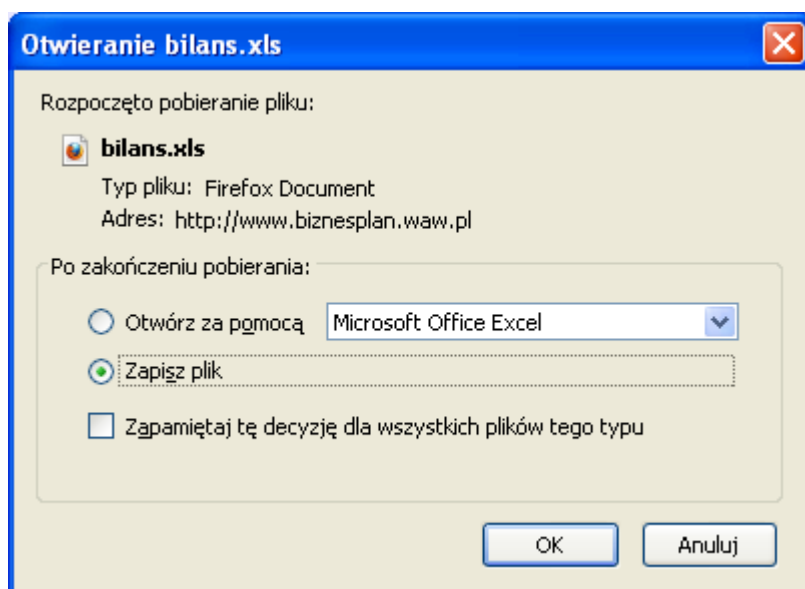 Otwieranie bilans.xls
Rozpoczęto pobieranie pliku:
bilans.xls
Typ pliku: Firefox Document
Adres: http://www.biznesplan.waw.pl
Po zakończeniu pobierania:
Otwórz za pomocą Microsoft Office Excel
Zapisz plik
Zapamiętaj tę decyzję dla wszystkich plików tego typu
OK Anuluj